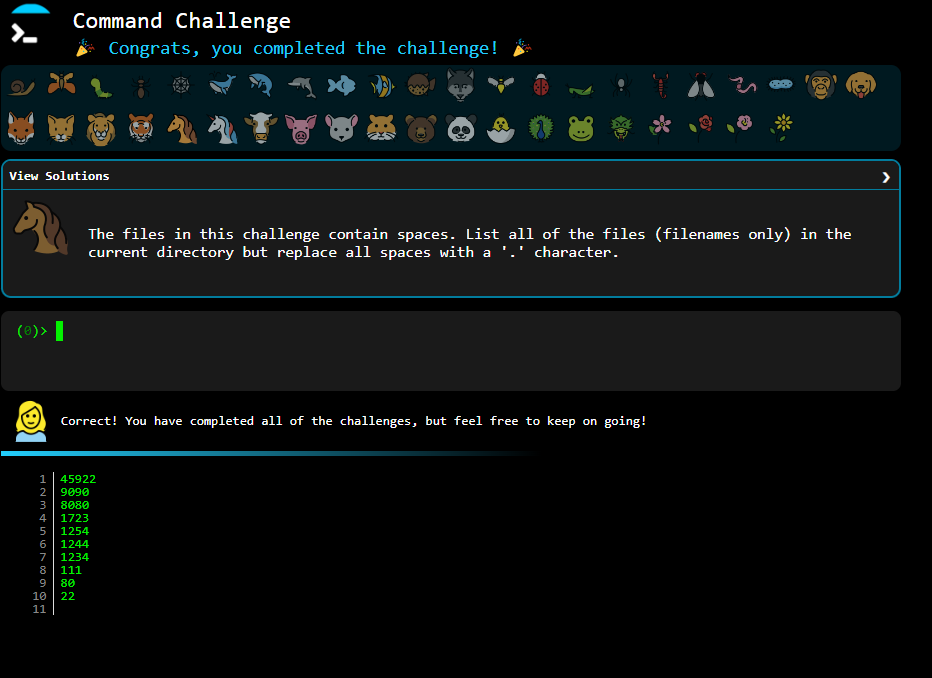 Command Challenge
🎉 Congrats, you completed the challenge! 🎉
View Solutions ❯
The files in this challenge contain spaces. List all of the files (filenames only) in the
current directory but replace all spaces with a '.' character.
(0)>
Correct! You have completed all of the challenges, but feel free to keep on going!
1 45922
2 9090
3 8080
4 1723
5 1254
6 1244
7 1234
8 111
9 80
10 22
11